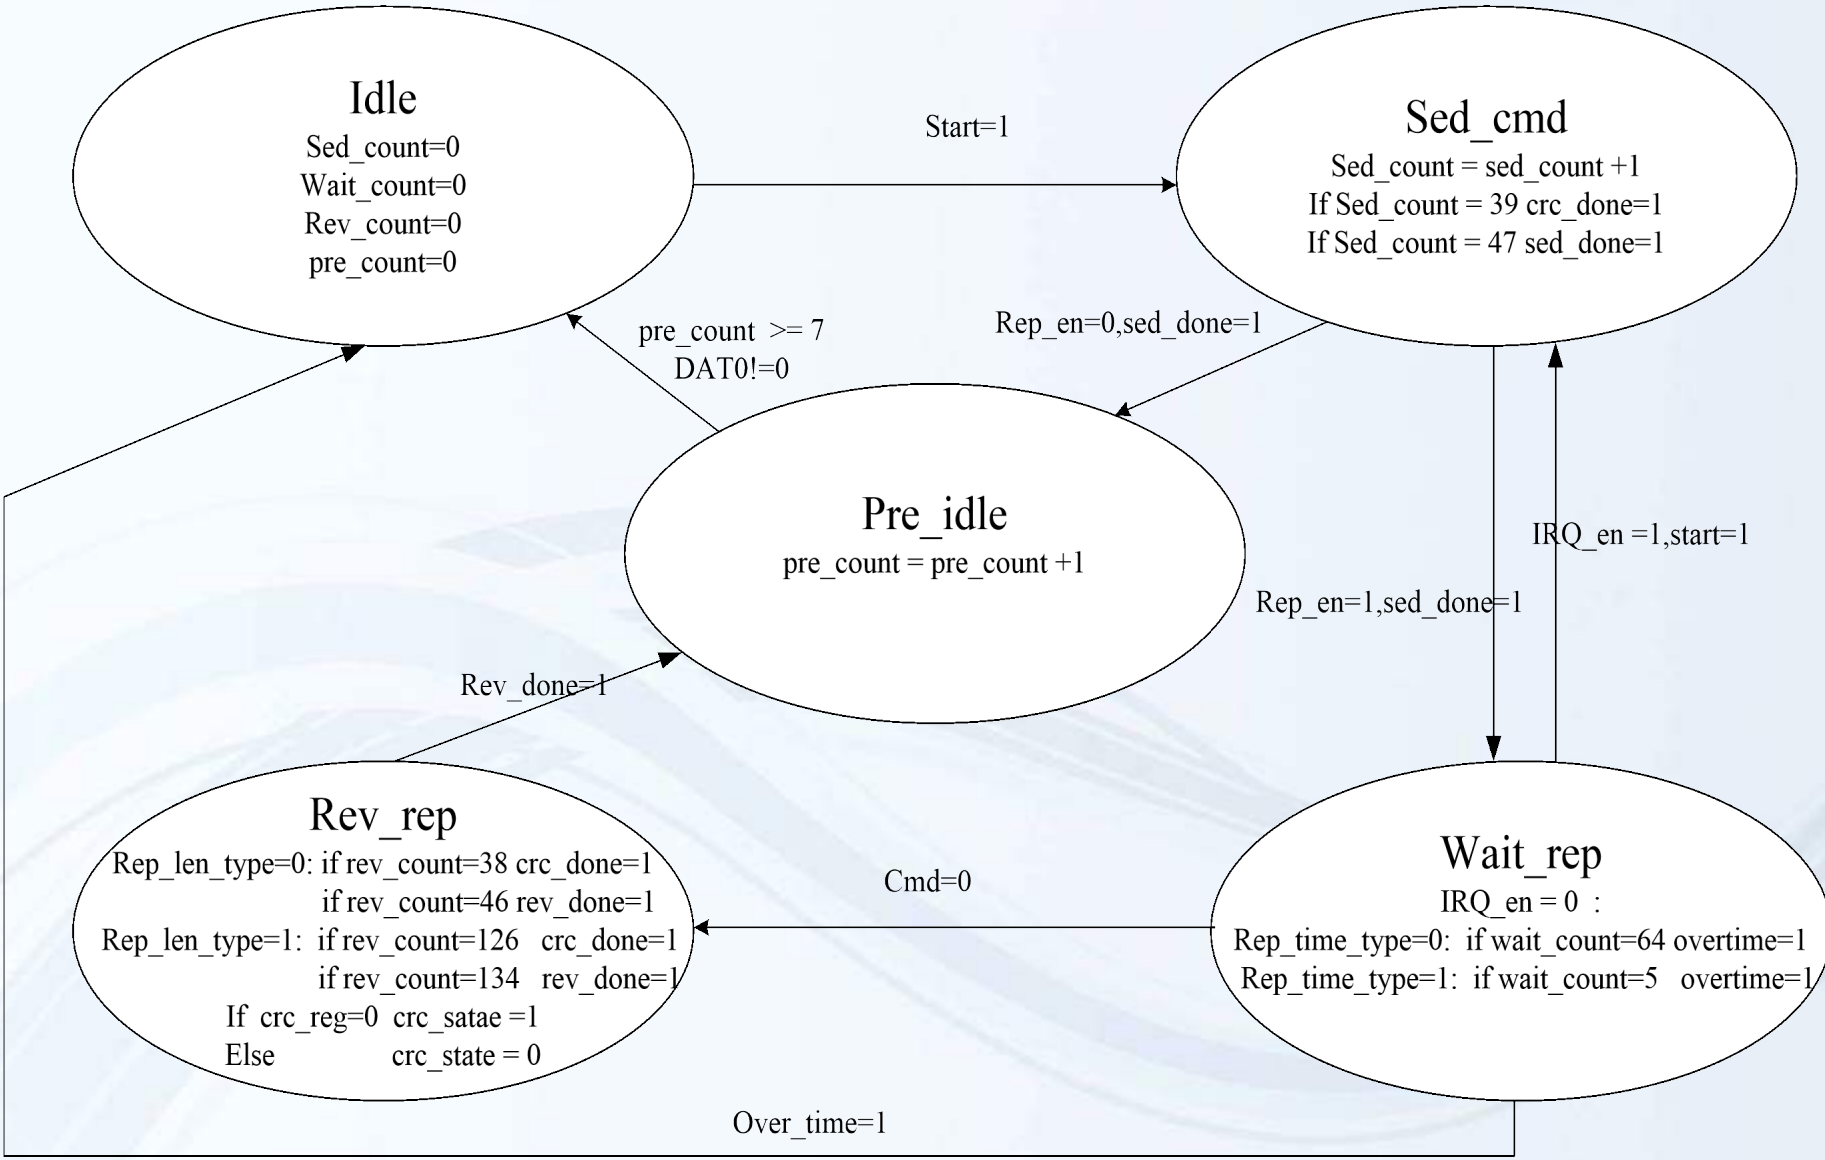 Idle
Sed_count=0
Wait_count=0
Rev_count=0
pre_count=0
Start=1
Sed_cmd
Sed_count = sed_count +1
If Sed_count = 39 crc_done=1
If Sed_count = 47 sed_done=1
pre_count >= 7
DAT0!=0
Rep_en=0,sed_done=1
Pre_idle
pre_count = pre_count +1
IRQ_en =1,start=1
Rep_en=1,sed_done=1
Rev_done=1
Rev_rep
Rep_len_type=0: if rev_count=38 crc_done=1
if rev_count=46 rev_done=1
Rep_len_type=1: if rev_count=126 crc_done=1
if rev_count=134 rev_done=1
If crc_reg=0 crc_satae =1
Else crc_state = 0
Cmd=0
Wait_rep
IRQ_en = 0 :
Rep_time_type=0: if wait_count=64 overtime=1
Rep_time_type=1: if wait_count=5 overtime=1
Over_time=1